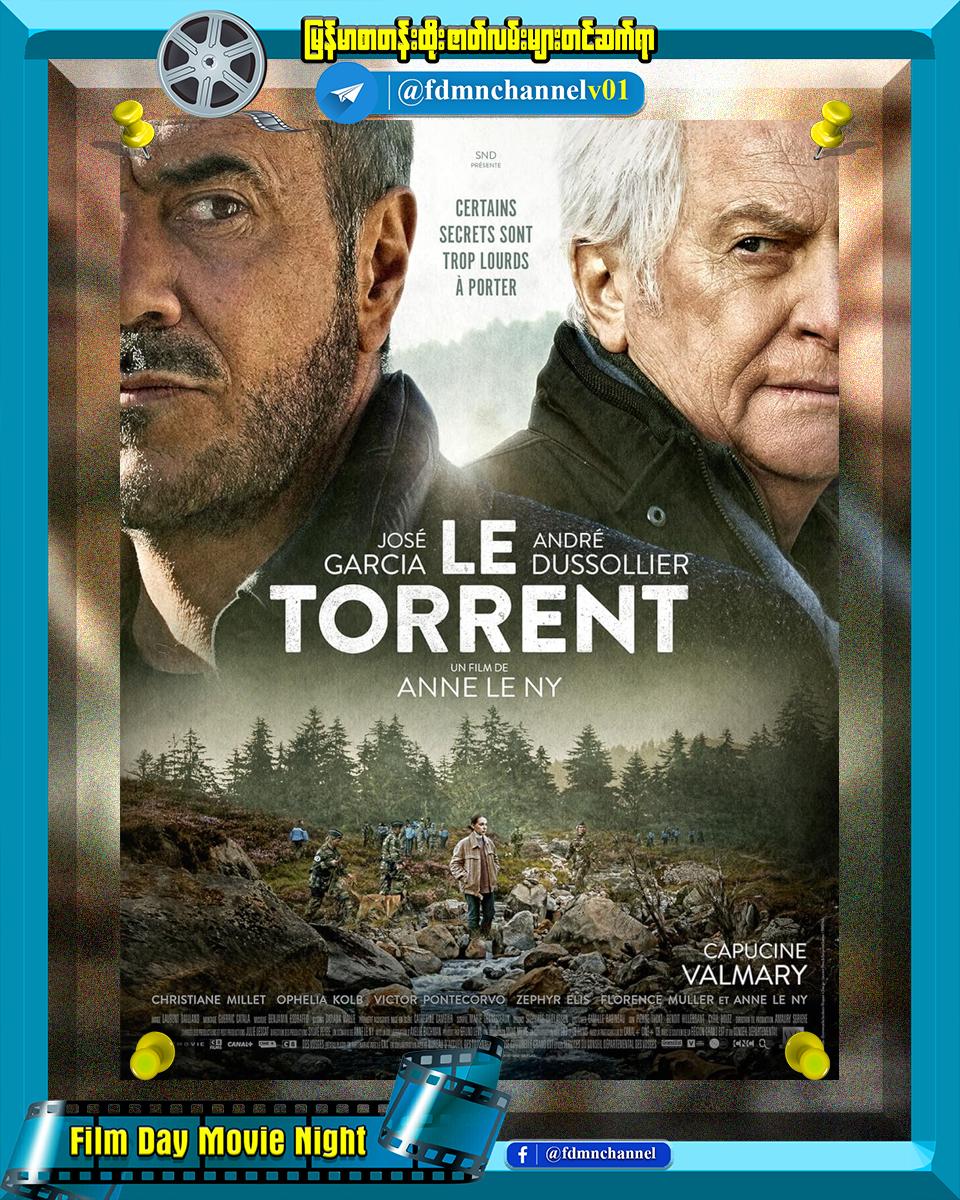 မြန်မာစာတန်းထိုးဇာတ်လမ်းများတင်ဆက်ရာ
@fdmnchannelv01
SND
PRÉSENTE
CERTAINS
SECRETS SONT
TROP LOURDS
À PORTER
JOSÉ
GARCIA
LE
ANDRÉ
DUSSOLLIER
TORRENT
UN FILM DE
ANNE LE NY
CAPUCINE
VALMARY
CHRISTIANE MILLET OPHELIA KOLB VICTOR PONTECORVO ZEPHYR ELIS FLORENCE MULLER ET ANNE LE NY
CANAL+
CNC
Film Day Movie Night
f @fdmnchannel